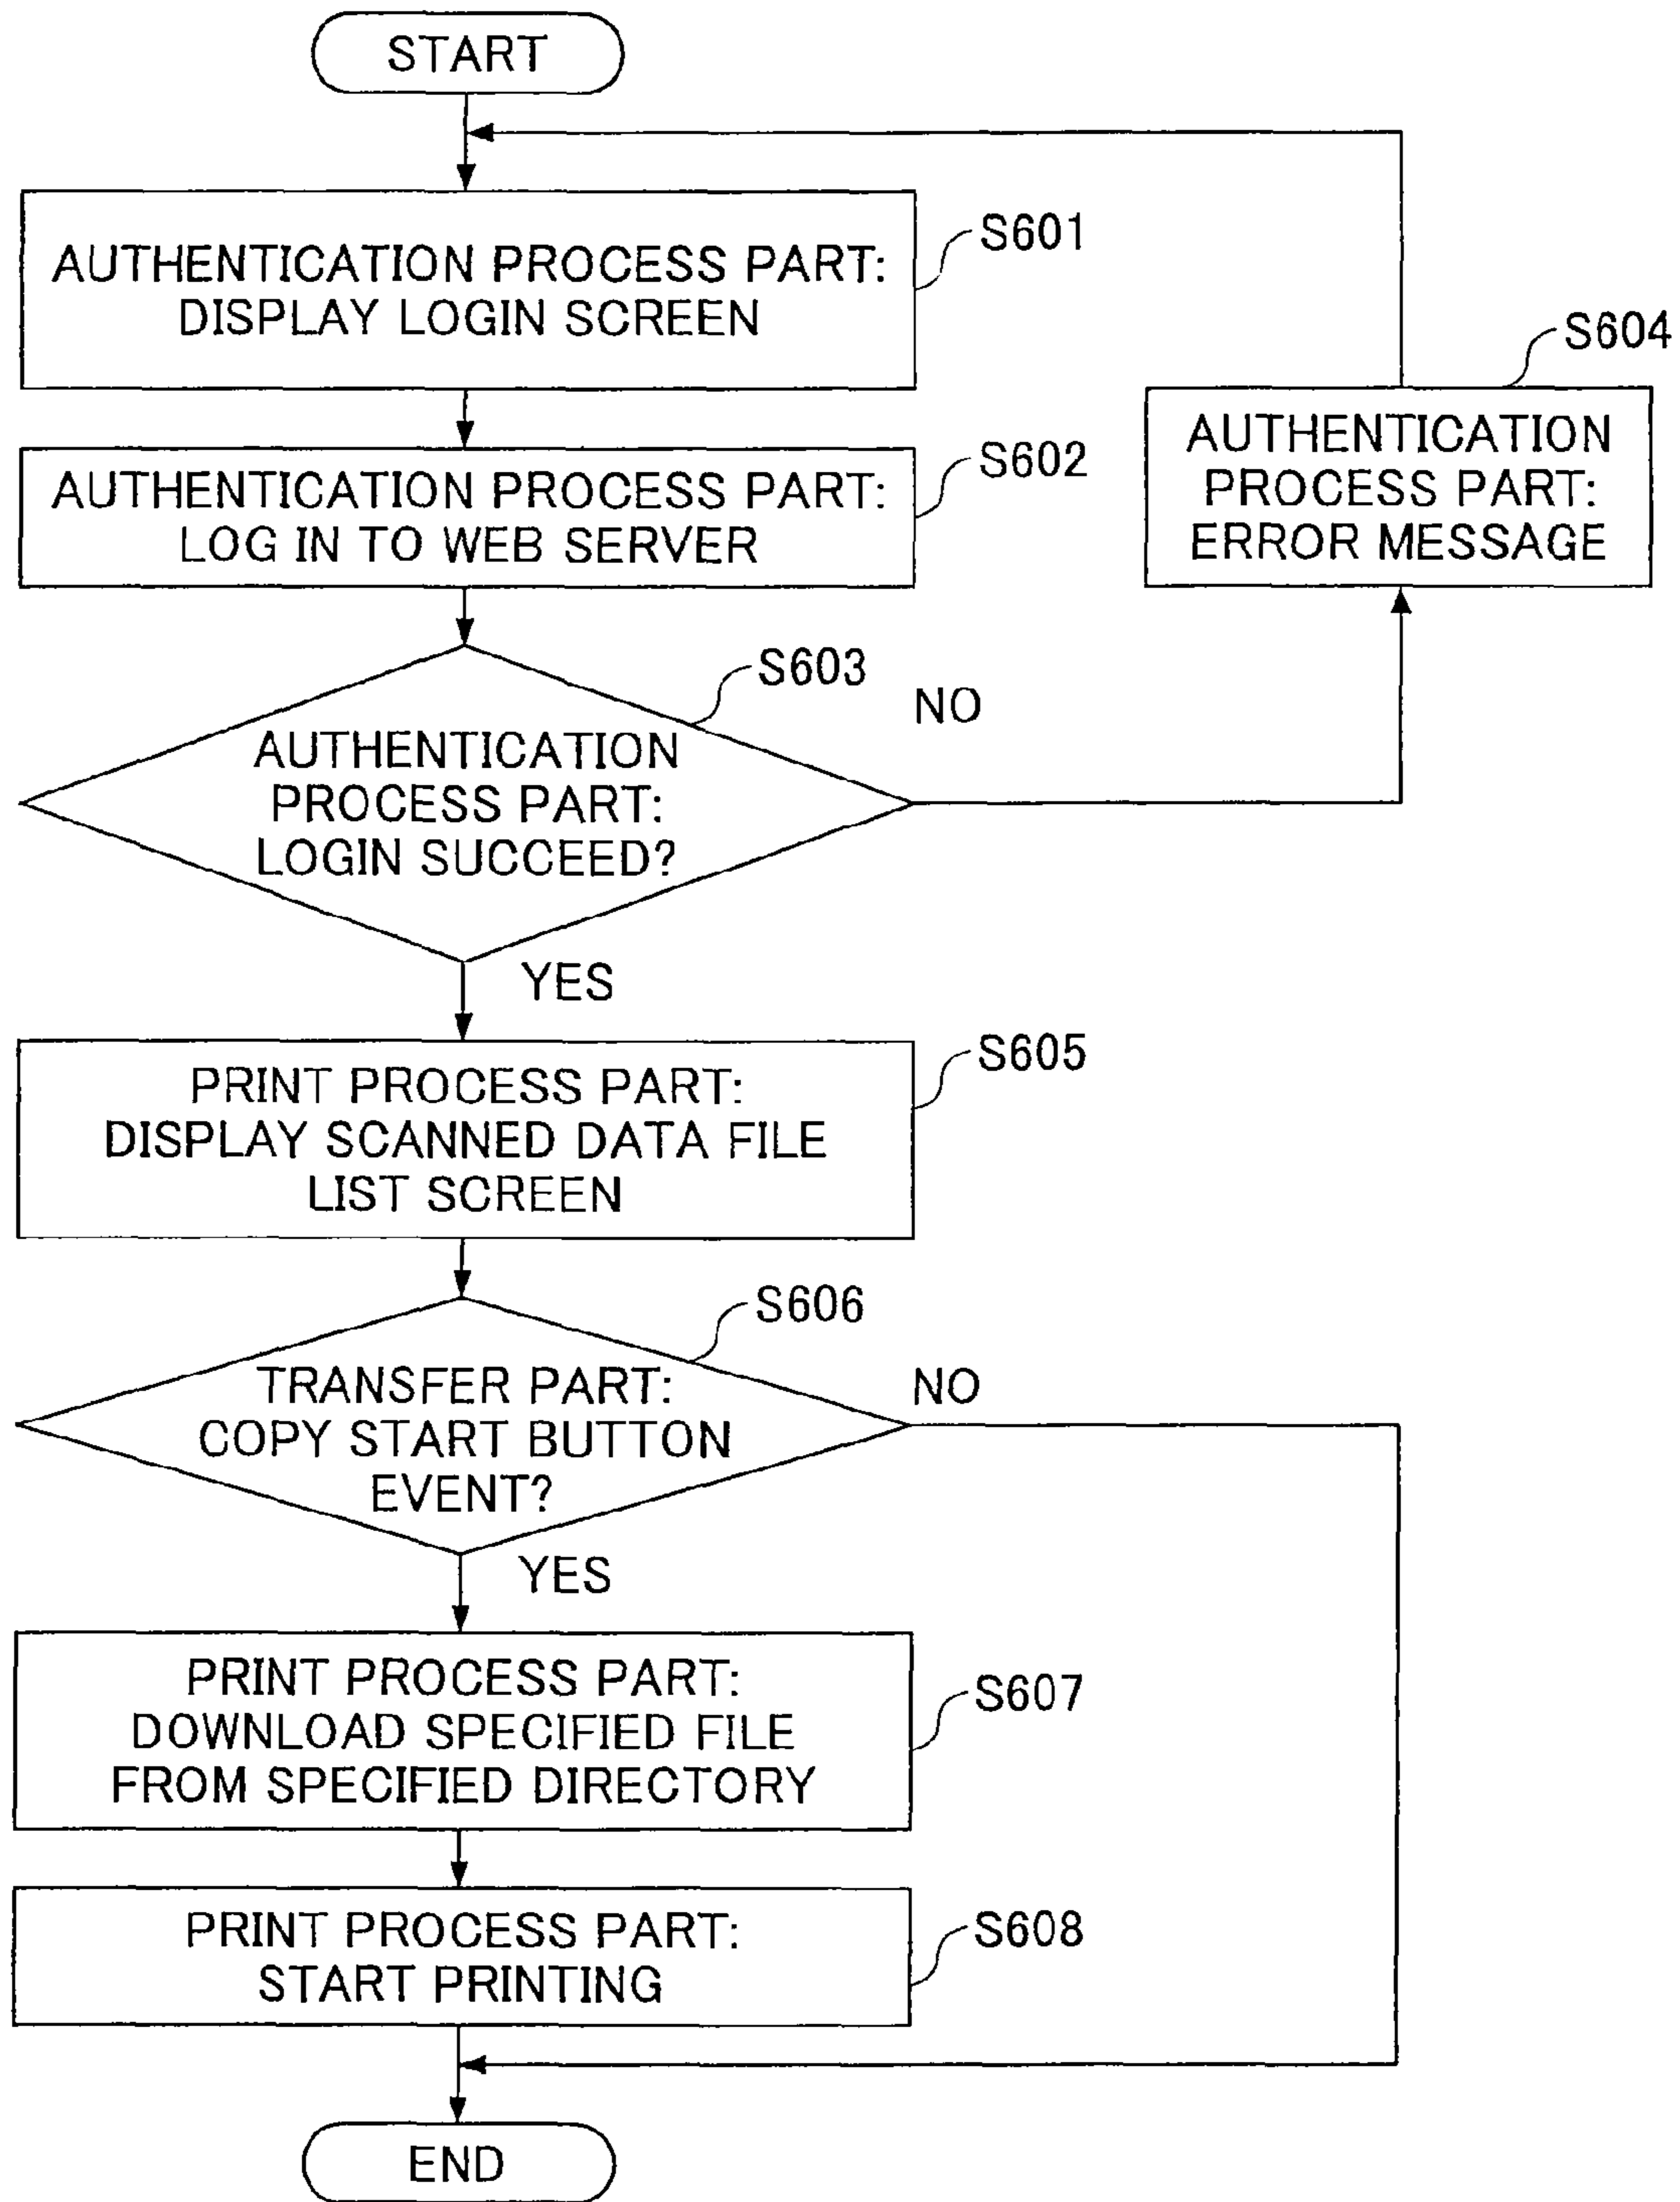 START
AUTHENTICATION PROCESS PART:
DISPLAY LOGIN SCREEN
S601
AUTHENTICATION PROCESS PART:
LOG IN TO WEB SERVER
S602
AUTHENTICATION
PROCESS PART:
LOGIN SUCCEED?
S603
NO
AUTHENTICATION
PROCESS PART:
ERROR MESSAGE
S604
YES
PRINT PROCESS PART:
DISPLAY SCANNED DATA FILE
LIST SCREEN
S605
TRANSFER PART:
COPY START BUTTON
EVENT?
S606
NO
YES
PRINT PROCESS PART:
DOWNLOAD SPECIFIED FILE
FROM SPECIFIED DIRECTORY
S607
PRINT PROCESS PART:
START PRINTING
S608
END